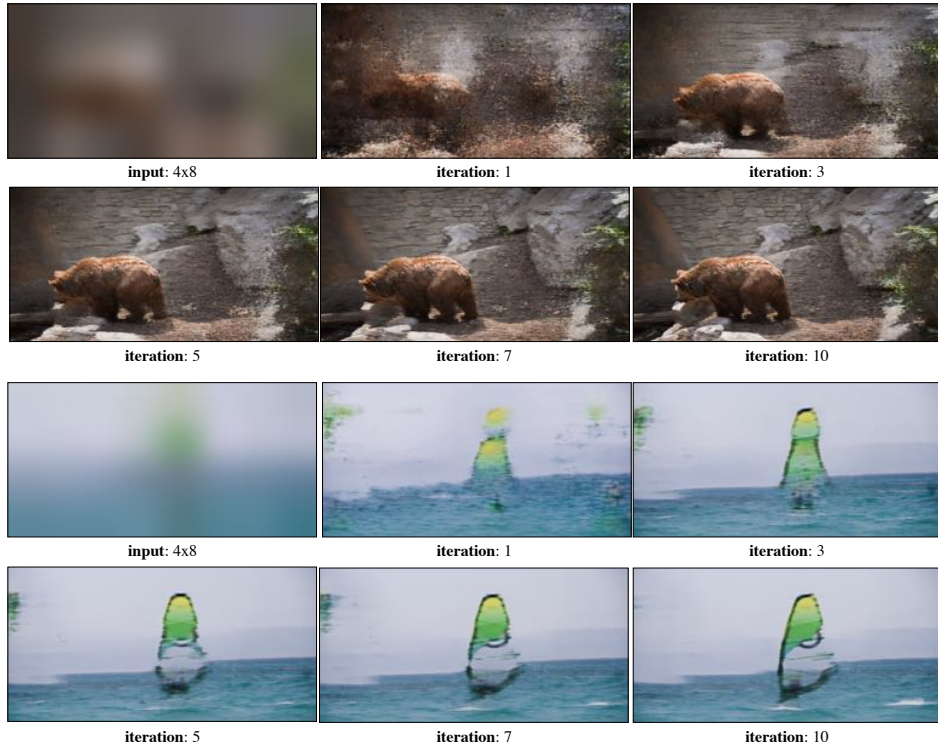 input: 4x8
iteration: 1
iteration: 3
iteration: 5
iteration: 7
iteration: 10
input: 4x8
iteration: 1
iteration: 3
iteration: 5
iteration: 7
iteration: 10